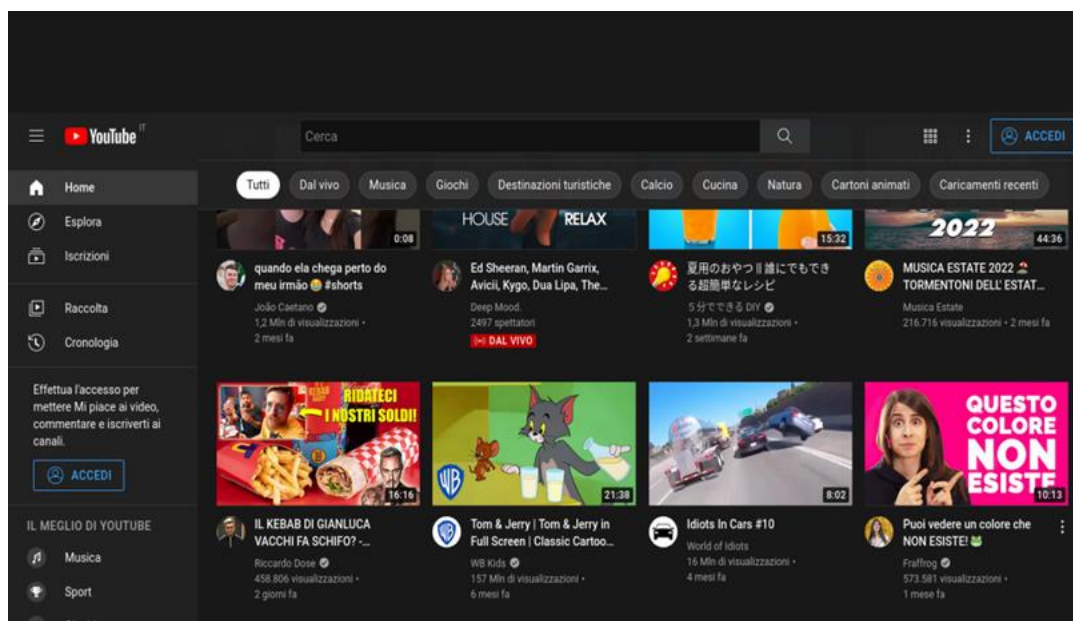 YouTube IT
Cerca
ACCEDI
Home
Esplora
Iscrizioni
Raccolta
Cronologia
Effettua l'accesso per
mettere Mi piace ai video,
commentare e iscriverti ai
canali.
ACCEDI
IL MEGLIO DI YOUTUBE
Musica
Sport
Tutti
Dal vivo
Musica
Giochi
Destinazioni turistiche
Calcio
Cucina
Natura
Cartoni animati
Caricamenti recenti
0:08
quando ela chega perto do
meu irmão 😂 #shorts
João Caetano
1,2 Mln di visualizzazioni •
2 mesi fa
HOUSE RELAX
Ed Sheeran, Martin Garrix,
Avicii, Kygo, Dua Lipa, The...
Deep Mood.
2497 spettatori
DAL VIVO
15:32
夏用のおやつ || 誰にでもでき
る超簡単なレシピ
5分でできる DIY
1,3 Mln di visualizzazioni •
2 settimane fa
2022
44:36
MUSICA ESTATE 2022 🏖️
TORMENTONI DELL' ESTAT...
Musica Estate
216.716 visualizzazioni • 2 mesi fa
RIDATECI
I NOSTRI SOLDI!
16:16
IL KEBAB DI GIANLUCA
VACCHI FA SCHIFO? -...
Riccardo Dose
458.806 visualizzazioni •
2 giorni fa
WB
21:38
Tom & Jerry | Tom & Jerry in
Full Screen | Classic Cartoo...
WB Kids
157 Mln di visualizzazioni •
6 mesi fa
8:02
Idiots In Cars #10
World of Idiots
16 Mln di visualizzazioni •
4 mesi fa
QUESTO
COLORE
NON
ESISTE
10:13
Puoi vedere un colore che
NON ESISTE! 🐸
Fraffrog
573.581 visualizzazioni •
1 mese fa